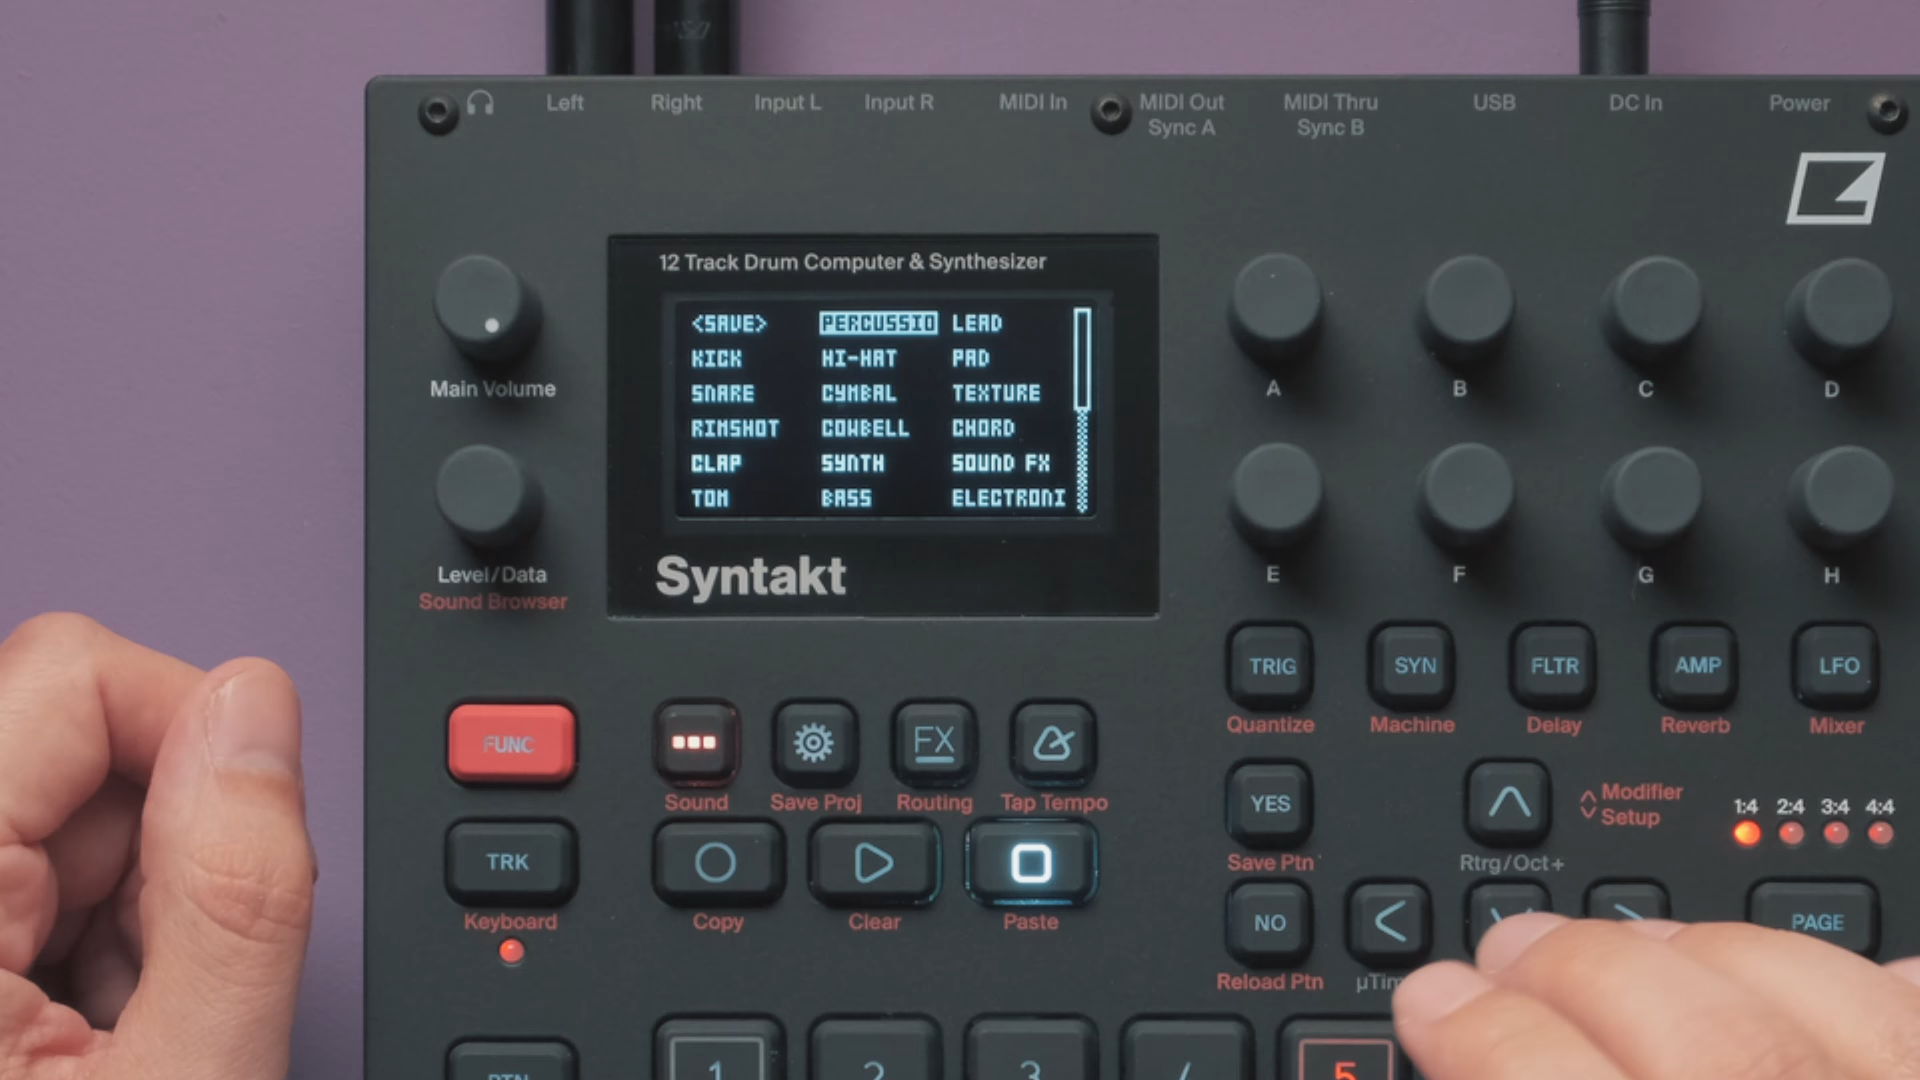 Left Right Input L Input R MIDI In MIDI Out MIDI Thru USB DC In Power
Sync A Sync B
12 Track Drum Computer & Synthesizer
<SAVE> PERCUSSIO LEAD
KICK HI-HAT PAD
SNARE CYMBAL TEXTURE
RIMSHOT COWBELL CHORD
CLAP SYNTH SOUND FX
TOM BASS ELECTRONI
Syntakt
Main Volume
Level/Data
Sound Browser
A B C D
E F G H
TRIG SYN FLTR AMP LFO
Quantize Machine Delay Reverb Mixer
FUNC FX
Sound Save Proj Routing Tap Tempo
YES
Modifier
Setup
1:4 2:4 3:4 4:4
Save Ptn Rtrg/Oct+
TRK
Keyboard Copy Clear Paste
NO PAGE
Reload Ptn
PTN 1 2 3 4 5